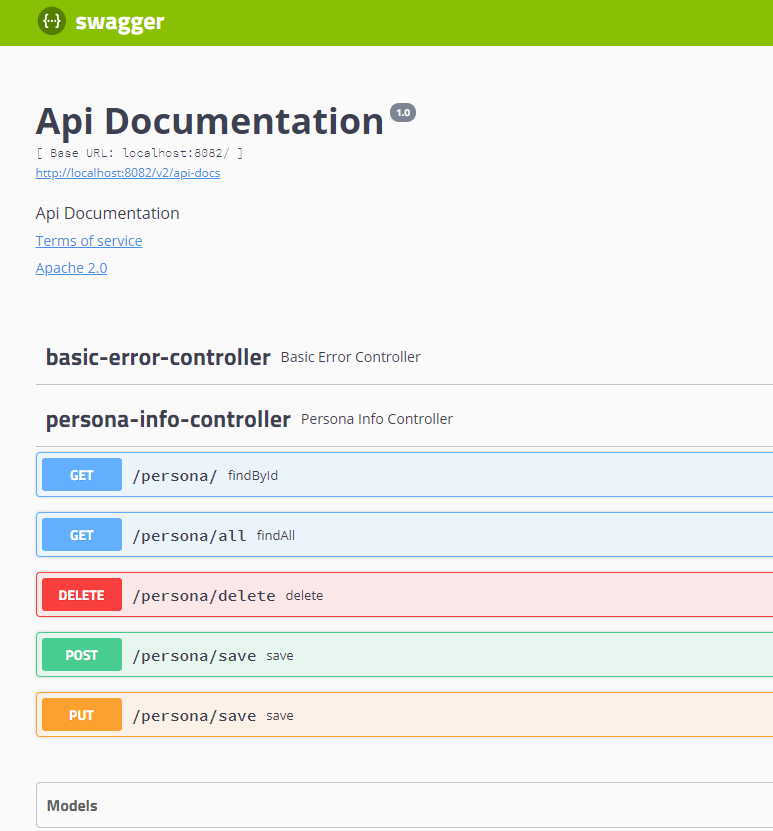 {··} swagger
Api Documentation 1.0
[ Base URL: localhost:8082/ ]
http://localhost:8082/v2/api-docs
Api Documentation
Terms of service
Apache 2.0
basic-error-controller Basic Error Controller
persona-info-controller Persona Info Controller
GET /persona/ findById
GET /persona/all findAll
DELETE /persona/delete delete
POST /persona/save save
PUT /persona/save save
Models